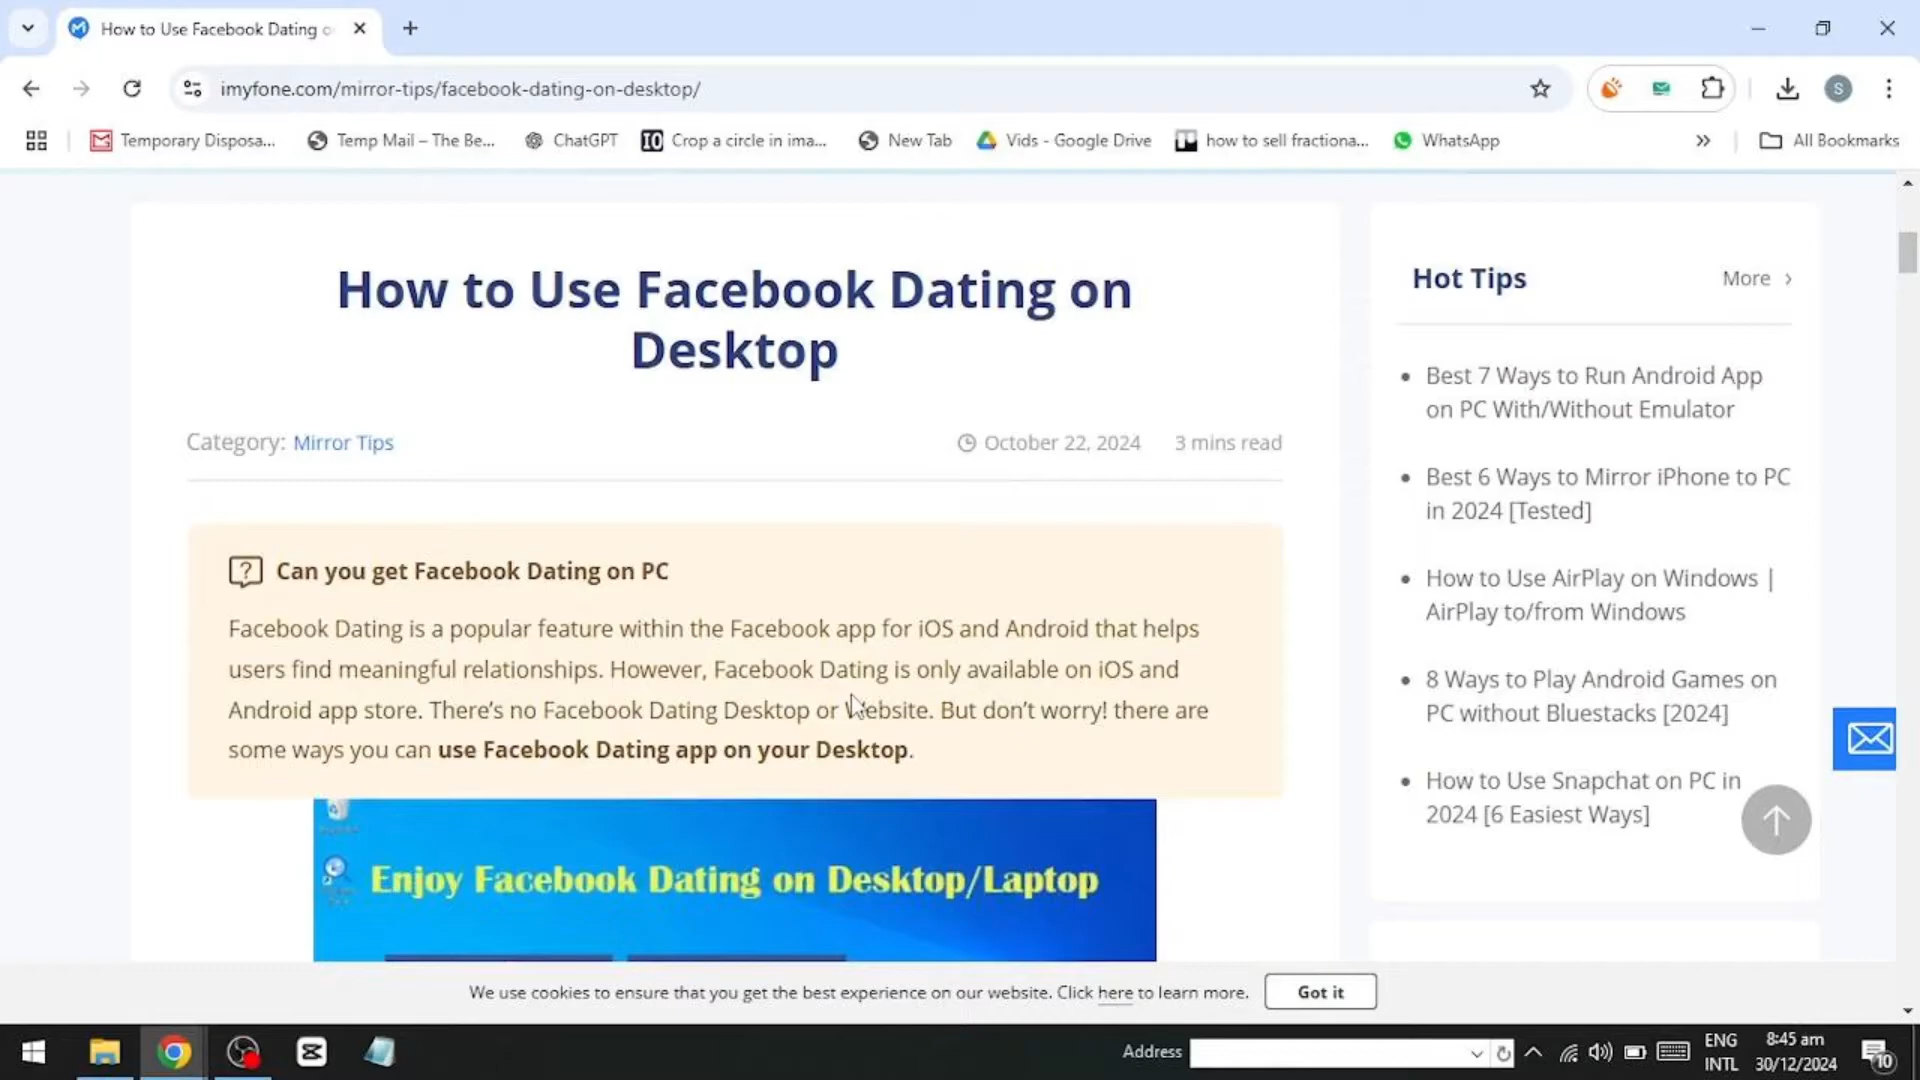 How to Use Facebook Dating o
imyfone.com/mirror-tips/facebook-dating-on-desktop/
S
Temporary Disposa...
Temp Mail – The Be...
ChatGPT
Crop a circle in ima...
New Tab
Vids - Google Drive
how to sell fractiona...
WhatsApp
All Bookmarks
How to Use Facebook Dating on
Desktop
Category: Mirror Tips
October 22, 2024
3 mins read
Can you get Facebook Dating on PC
Facebook Dating is a popular feature within the Facebook app for iOS and Android that helps
users find meaningful relationships. However, Facebook Dating is only available on iOS and
Android app store. There's no Facebook Dating Desktop or Website. But don't worry! there are
some ways you can use Facebook Dating app on your Desktop.
Enjoy Facebook Dating on Desktop/Laptop
Hot Tips
More
Best 7 Ways to Run Android App
on PC With/Without Emulator
Best 6 Ways to Mirror iPhone to PC
in 2024 [Tested]
How to Use AirPlay on Windows |
AirPlay to/from Windows
8 Ways to Play Android Games on
PC without Bluestacks [2024]
How to Use Snapchat on PC in
2024 [6 Easiest Ways]
We use cookies to ensure that you get the best experience on our website. Click here to learn more.
Got it
Address
ENG
INTL
8:45 am
30/12/2024
10